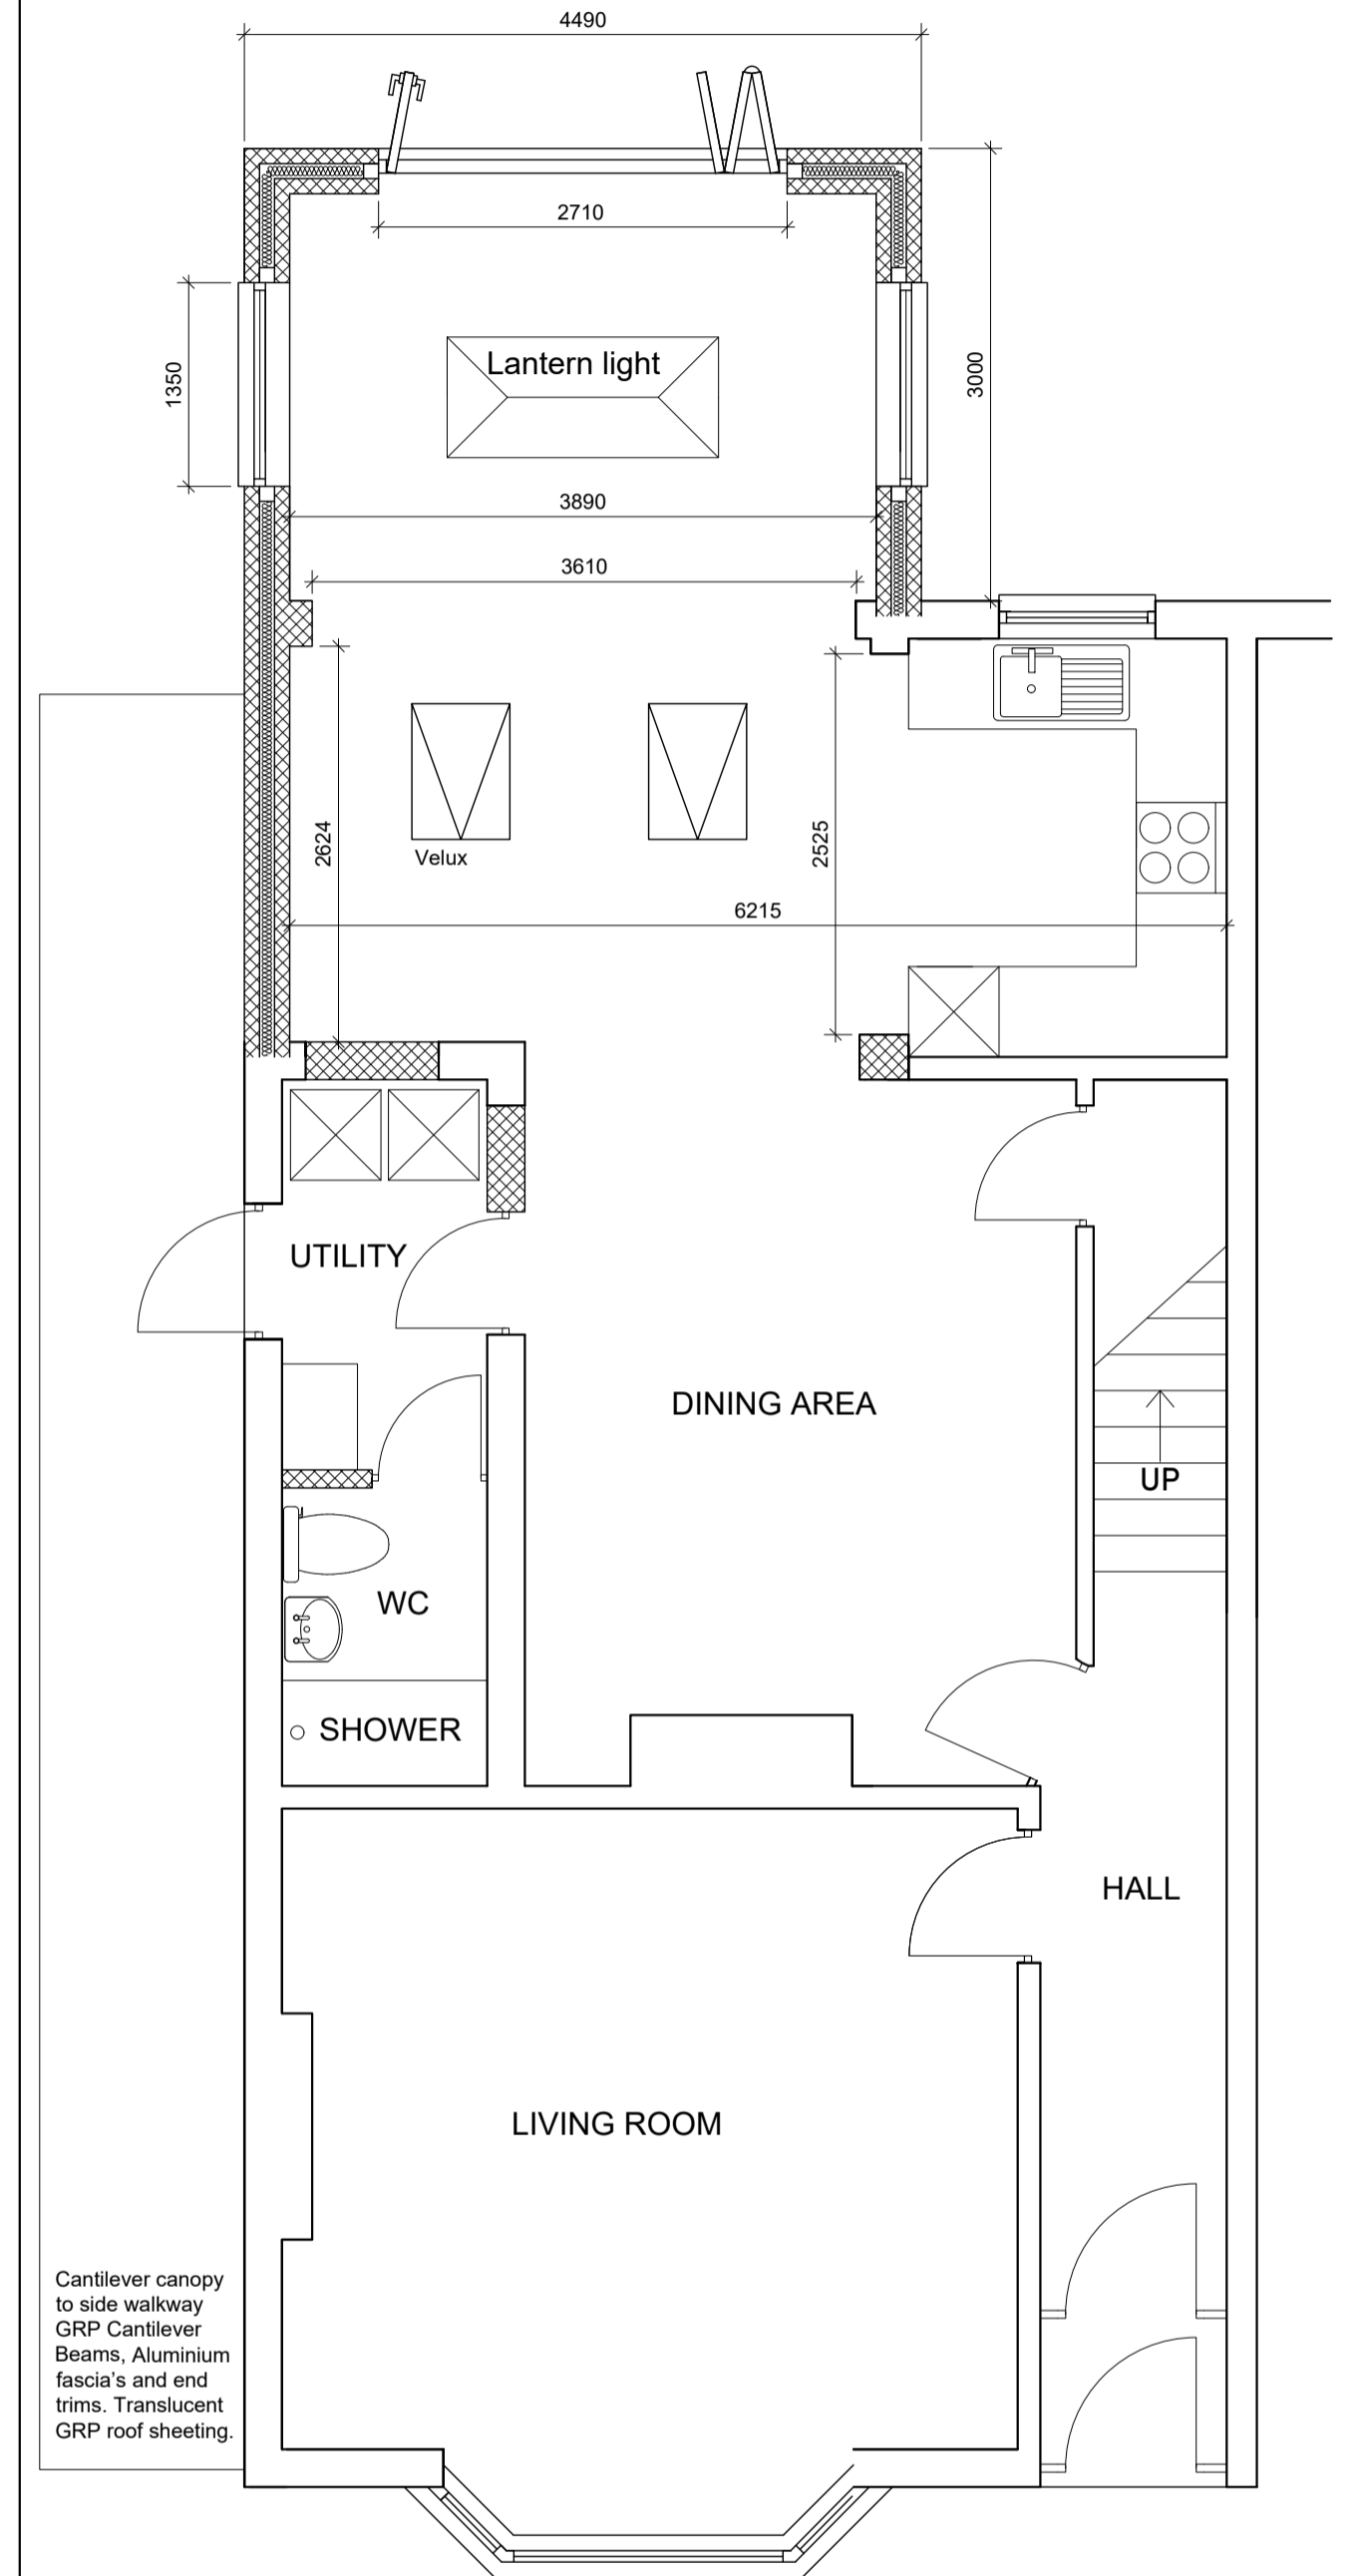 4490
2710
Lantern light
1350
3000
3890
3610
2624
Velux
2525
6215
UTILITY
DINING AREA
UP
WC
SHOWER
HALL
LIVING ROOM
Cantilever canopy
to side walkway
GRP Cantilever
Beams, Aluminium
fascia's and end
trims. Translucent
GRP roof sheeting.